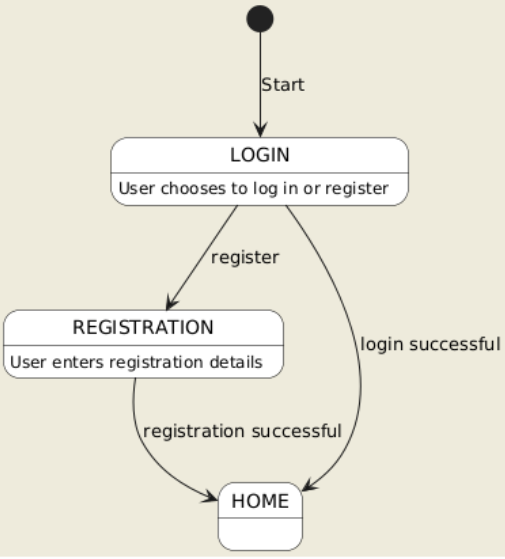 Start
LOGIN
User chooses to log in or register
register
REGISTRATION
User enters registration details
login successful
registration successful
HOME